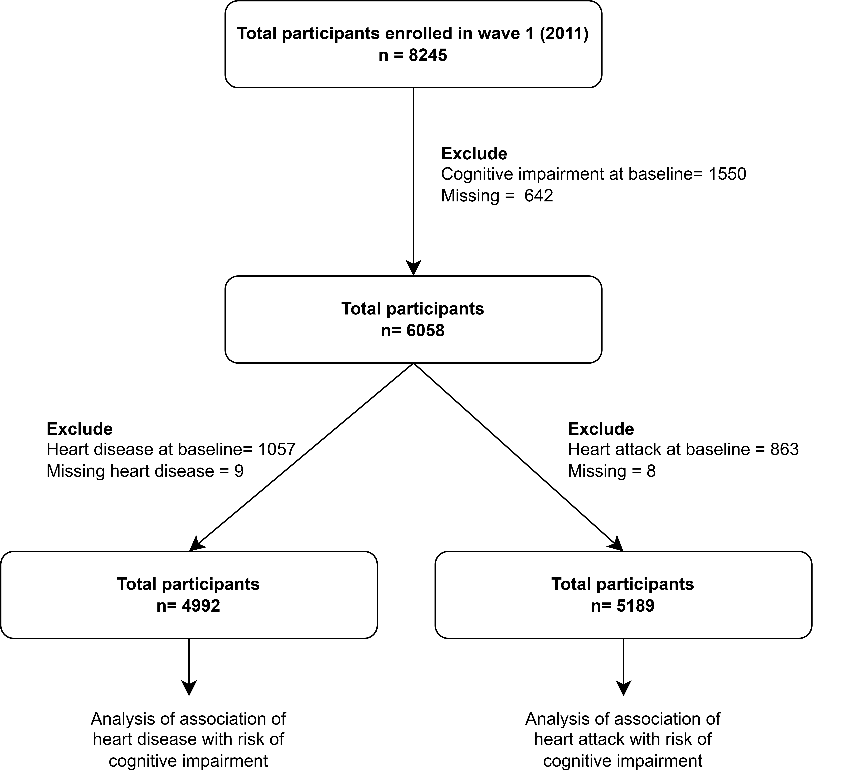 Total participants enrolled in wave 1 (2011)
n = 8245
Exclude
Cognitive impairment at baseline= 1550
Missing =  642
Total participants
n= 6058
Exclude
Heart disease at baseline= 1057
Missing heart disease = 9
Exclude
Heart attack at baseline = 863
Missing = 8
Total participants
n= 4992
Total participants
n= 5189
Analysis of association of
heart disease with risk of
cognitive impairment
Analysis of association of
heart attack with risk of
cognitive impairment